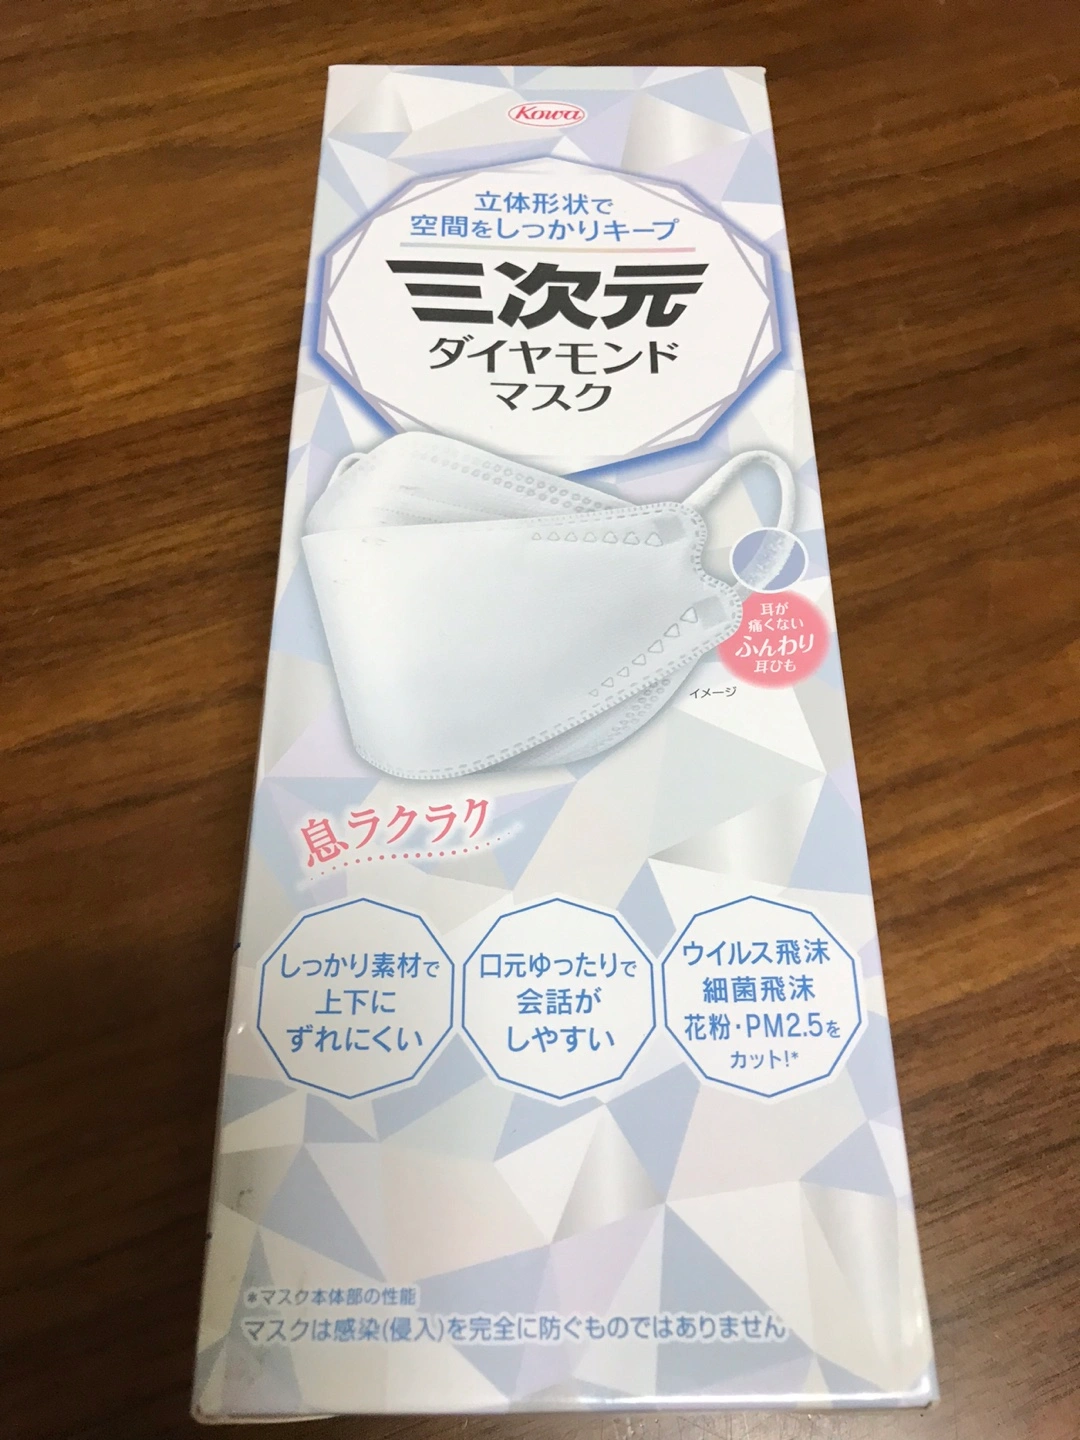 Kowa
立体形状で
空間をしっかりキープ
三次元
ダイヤモンド
マスク
耳が
痛くない
ふんわり
耳ひも
イメージ
息ラクラク
しっかり素材で
上下に
ずれにくい
口元ゆったりで
会話が
しやすい
ウイルス飛沫
細菌飛沫
花粉・PM2.5を
カット!*
*マスク本体部の性能
マスクは感染(侵入)を完全に防ぐものではありません